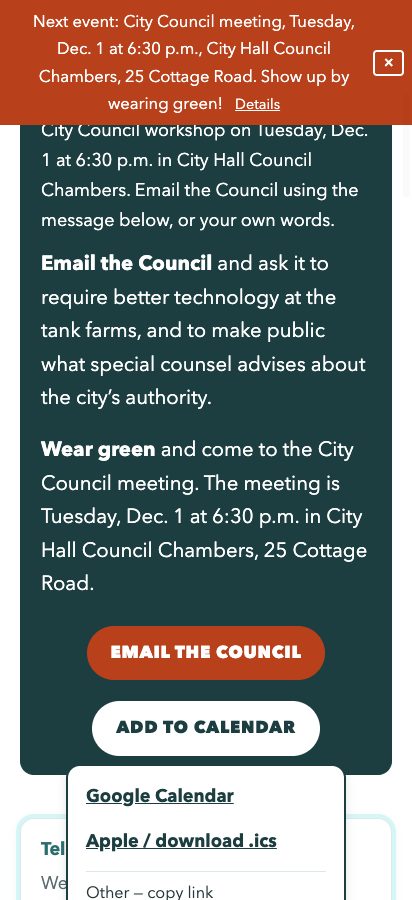 Next event: City Council meeting, Tuesday,
Dec. 1 at 6:30 p.m., City Hall Council
Chambers, 25 Cottage Road. Show up by
wearing green! Details
×
City Council workshop on Tuesday, Dec.
1 at 6:30 p.m. in City Hall Council
Chambers. Email the Council using the
message below, or your own words.
Email the Council and ask it to
require better technology at the
tank farms, and to make public
what special counsel advises about
the city’s authority.
Wear green and come to the City
Council meeting. The meeting is
Tuesday, Dec. 1 at 6:30 p.m. in City
Hall Council Chambers, 25 Cottage
Road.
EMAIL THE COUNCIL
ADD TO CALENDAR
Google Calendar
Apple / download .ics
Other – copy link
Tel
We